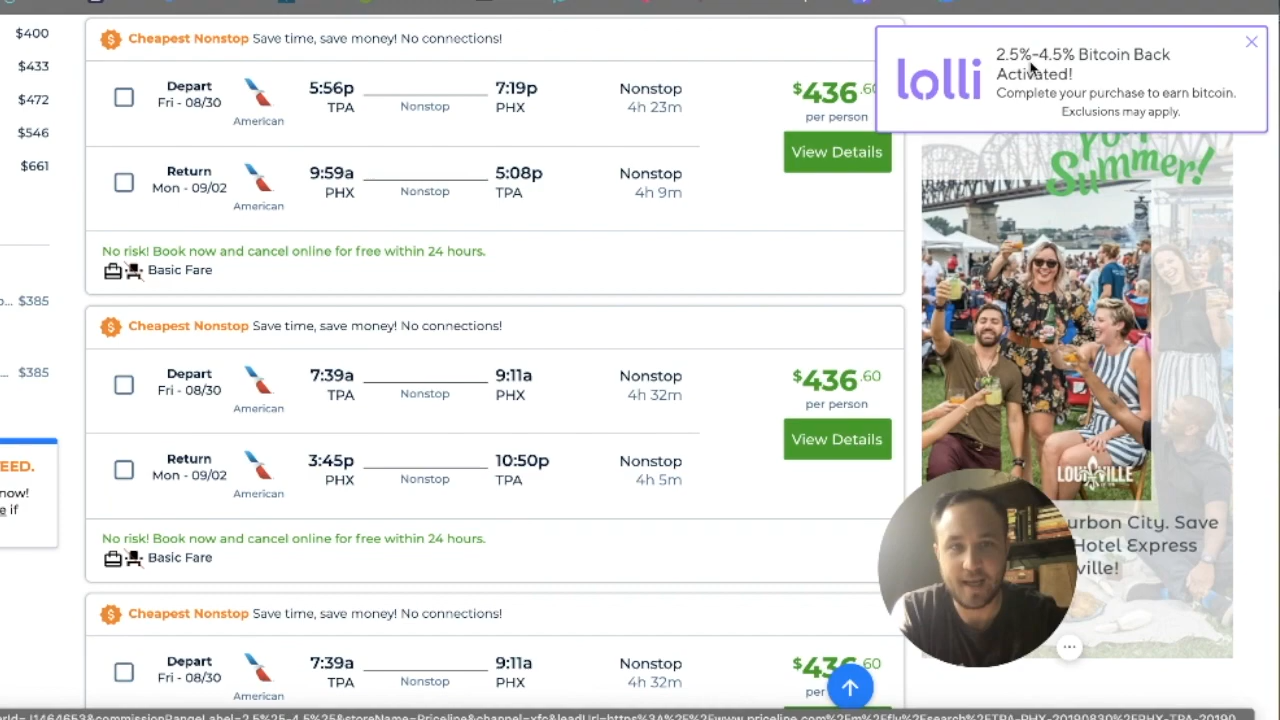 $400
$433
$472
$546
$661
$385
$385
EED.
now!
if
Cheapest Nonstop Save time, save money! No connections!
Depart
Fri - 08/30
American
5:56p
TPA
Nonstop
7:19p
PHX
Nonstop
4h 23m
$436.60
per person
View Details
Return
Mon - 09/02
American
9:59a
PHX
Nonstop
5:08p
TPA
Nonstop
4h 9m
No risk! Book now and cancel online for free within 24 hours.
Basic Fare
Cheapest Nonstop Save time, save money! No connections!
Depart
Fri - 08/30
American
7:39a
TPA
Nonstop
9:11a
PHX
Nonstop
4h 32m
$436.60
per person
View Details
Return
Mon - 09/02
American
3:45p
PHX
Nonstop
10:50p
TPA
Nonstop
4h 5m
No risk! Book now and cancel online for free within 24 hours.
Basic Fare
Cheapest Nonstop Save time, save money! No connections!
Depart
Fri - 08/30
American
7:39a
TPA
Nonstop
9:11a
PHX
Nonstop
4h 32m
.60
per
lolli
2.5%-4.5% Bitcoin Back
Activated!
Complete your purchase to earn bitcoin.
Exclusions may apply.
Summer!
LOUISVILLE
urbon City. Save
Hotel Express
ville!